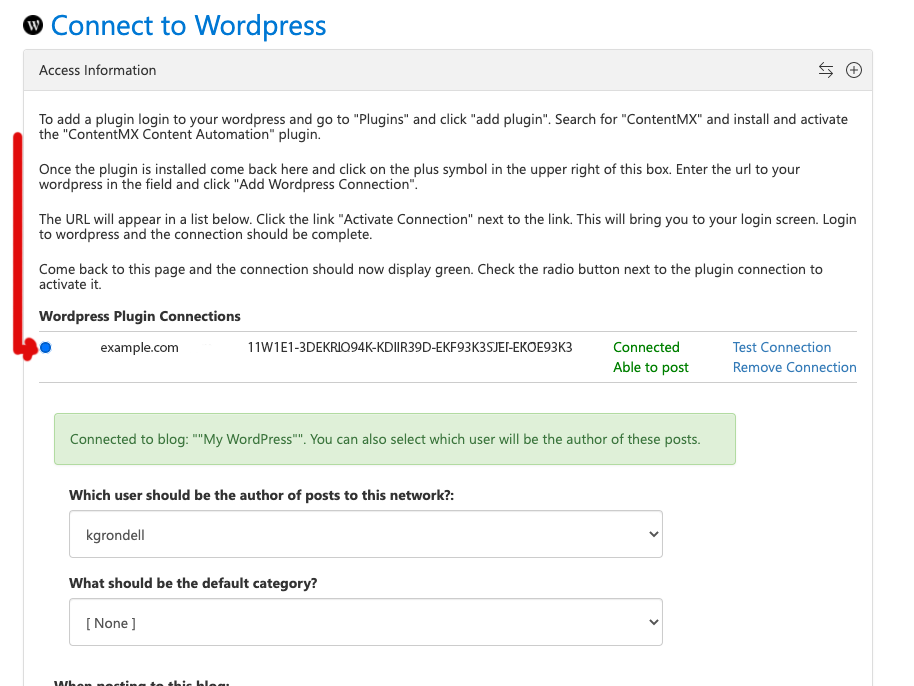 Connect to Wordpress
Access Information
To add a plugin login to your wordpress and go to "Plugins" and click "add plugin". Search for "ContentMX" and install and activate
the "ContentMX Content Automation" plugin.
Once the plugin is installed come back here and click on the plus symbol in the upper right of this box. Enter the url to your
wordpress in the field and click "Add Wordpress Connection".
The URL will appear in a list below. Click the link "Activate Connection" next to the link. This will bring you to your login screen. Login
to wordpress and the connection should be complete.
Come back to this page and the connection should now display green. Check the radio button next to the plugin connection to
activate it.
Wordpress Plugin Connections
example.com Connected Test Connection
Able to post Remove Connection
Connected to blog: ""My WordPress"". You can also select which user will be the author of these posts.
Which user should be the author of posts to this network?:
kgrondell
What should be the default category?
[ None ]
When posting to this blog: